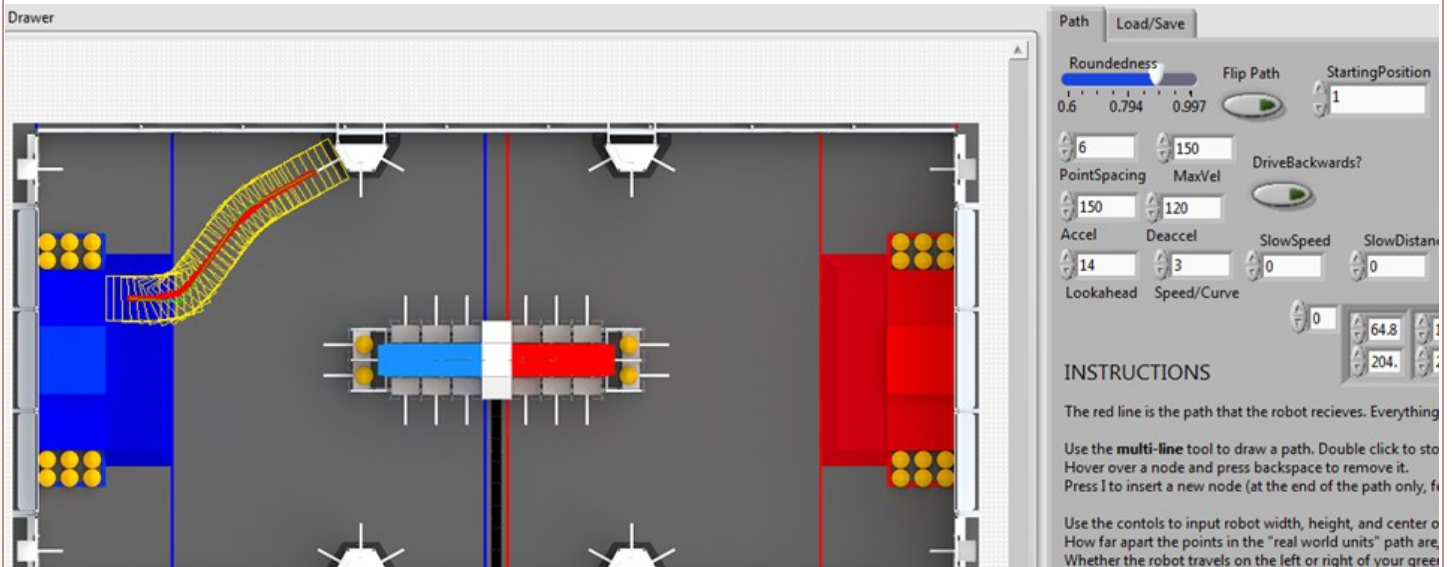 Drawer
Path Load/Save
Roundedness
Flip Path
StartingPosition
1
0.6 0.794 0.997
6 150
PointSpacing MaxVel
DriveBackwards?
150 120
Accel Deaccel
SlowSpeed
14 3 0 0
Lookahead Speed/Curve
0
64.8
204.
INSTRUCTIONS
The red line is the path that the robot recieves. Everything
Use the multi-line tool to draw a path. Double click to
Hover over a node and press backspace to remove it.
Press I to insert a new node (at the end of the path only,
Use the contols to input robot width, height, and center
How far apart the points in the "real world units" path are,
Whether the robot travels on the left or right of your